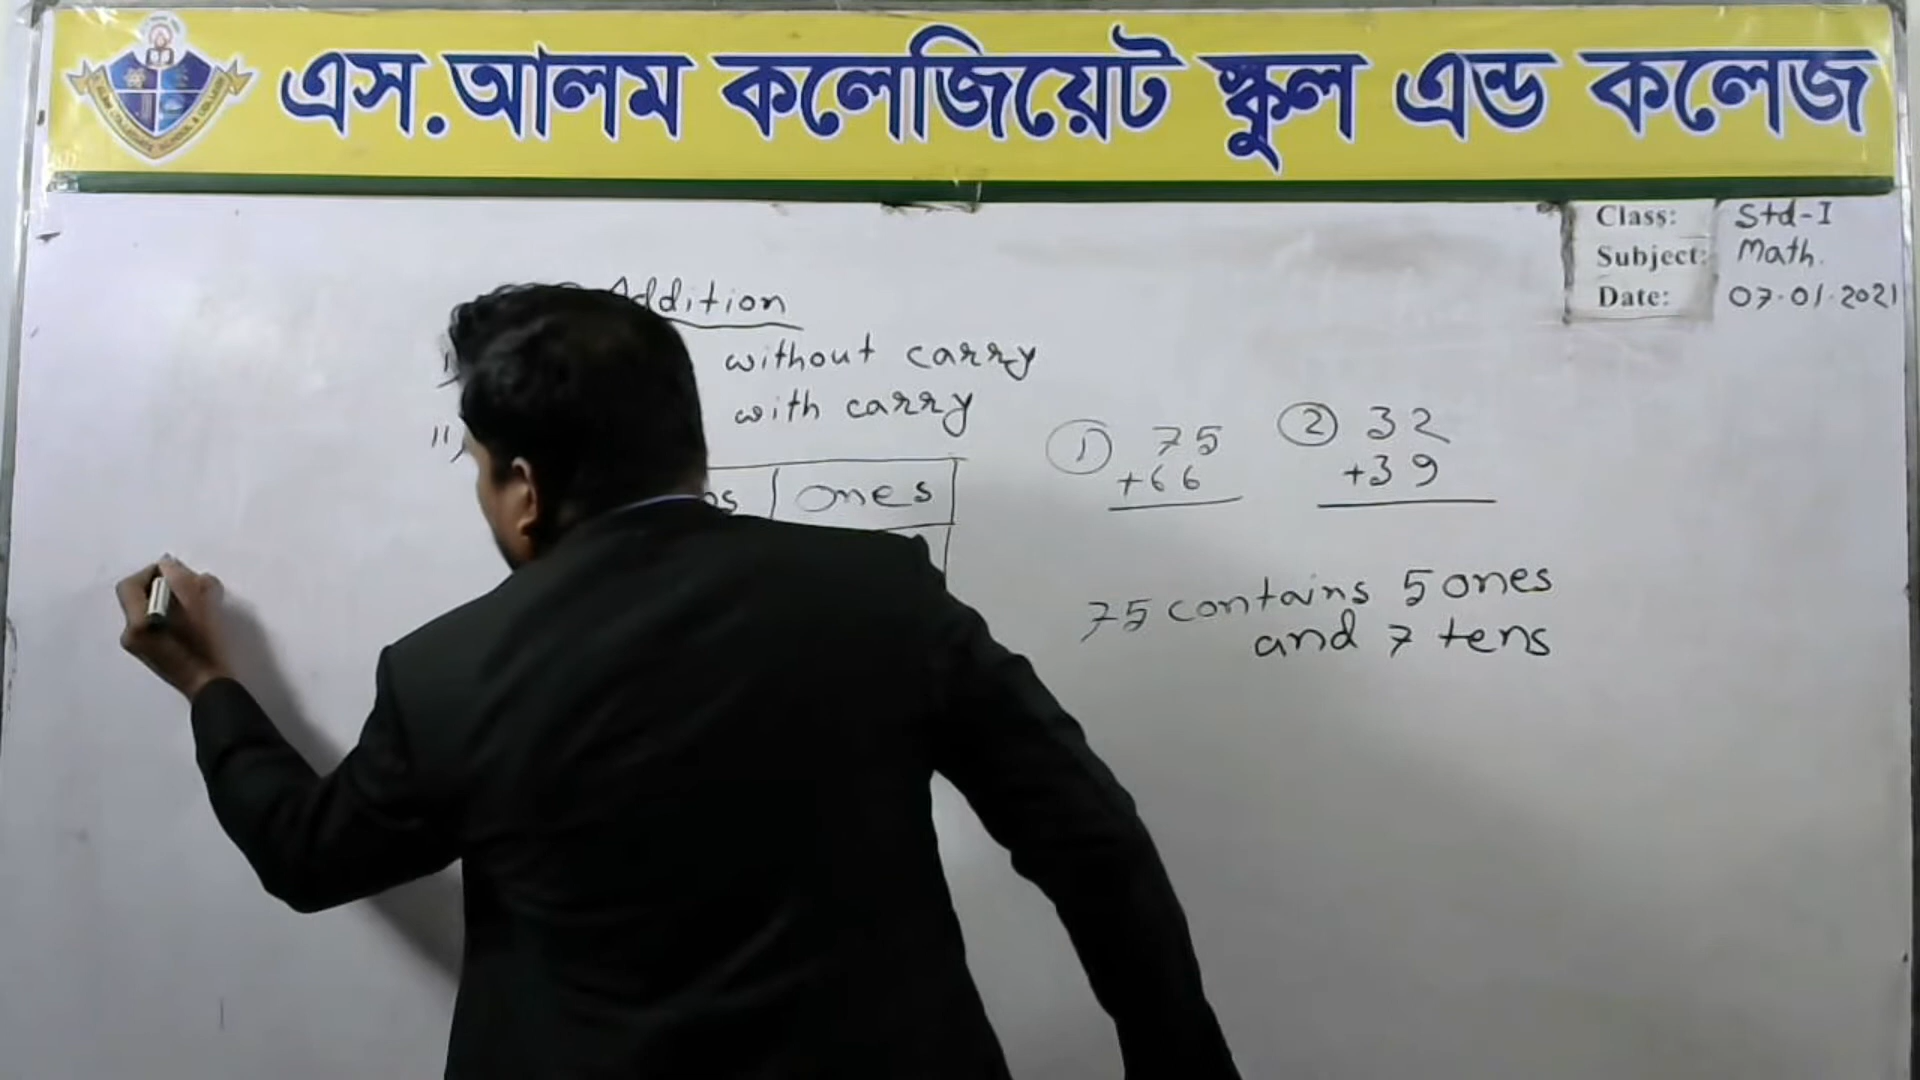 এস.আলম কলেজিয়েট স্কুল এন্ড কলেজ
Class: Std-I
Subject: Math.
Date: 07.01.2021
Addition
without carry
with carry
ones
① 75
+66
② 32
+39
75 contains 5 ones
and 7 tens